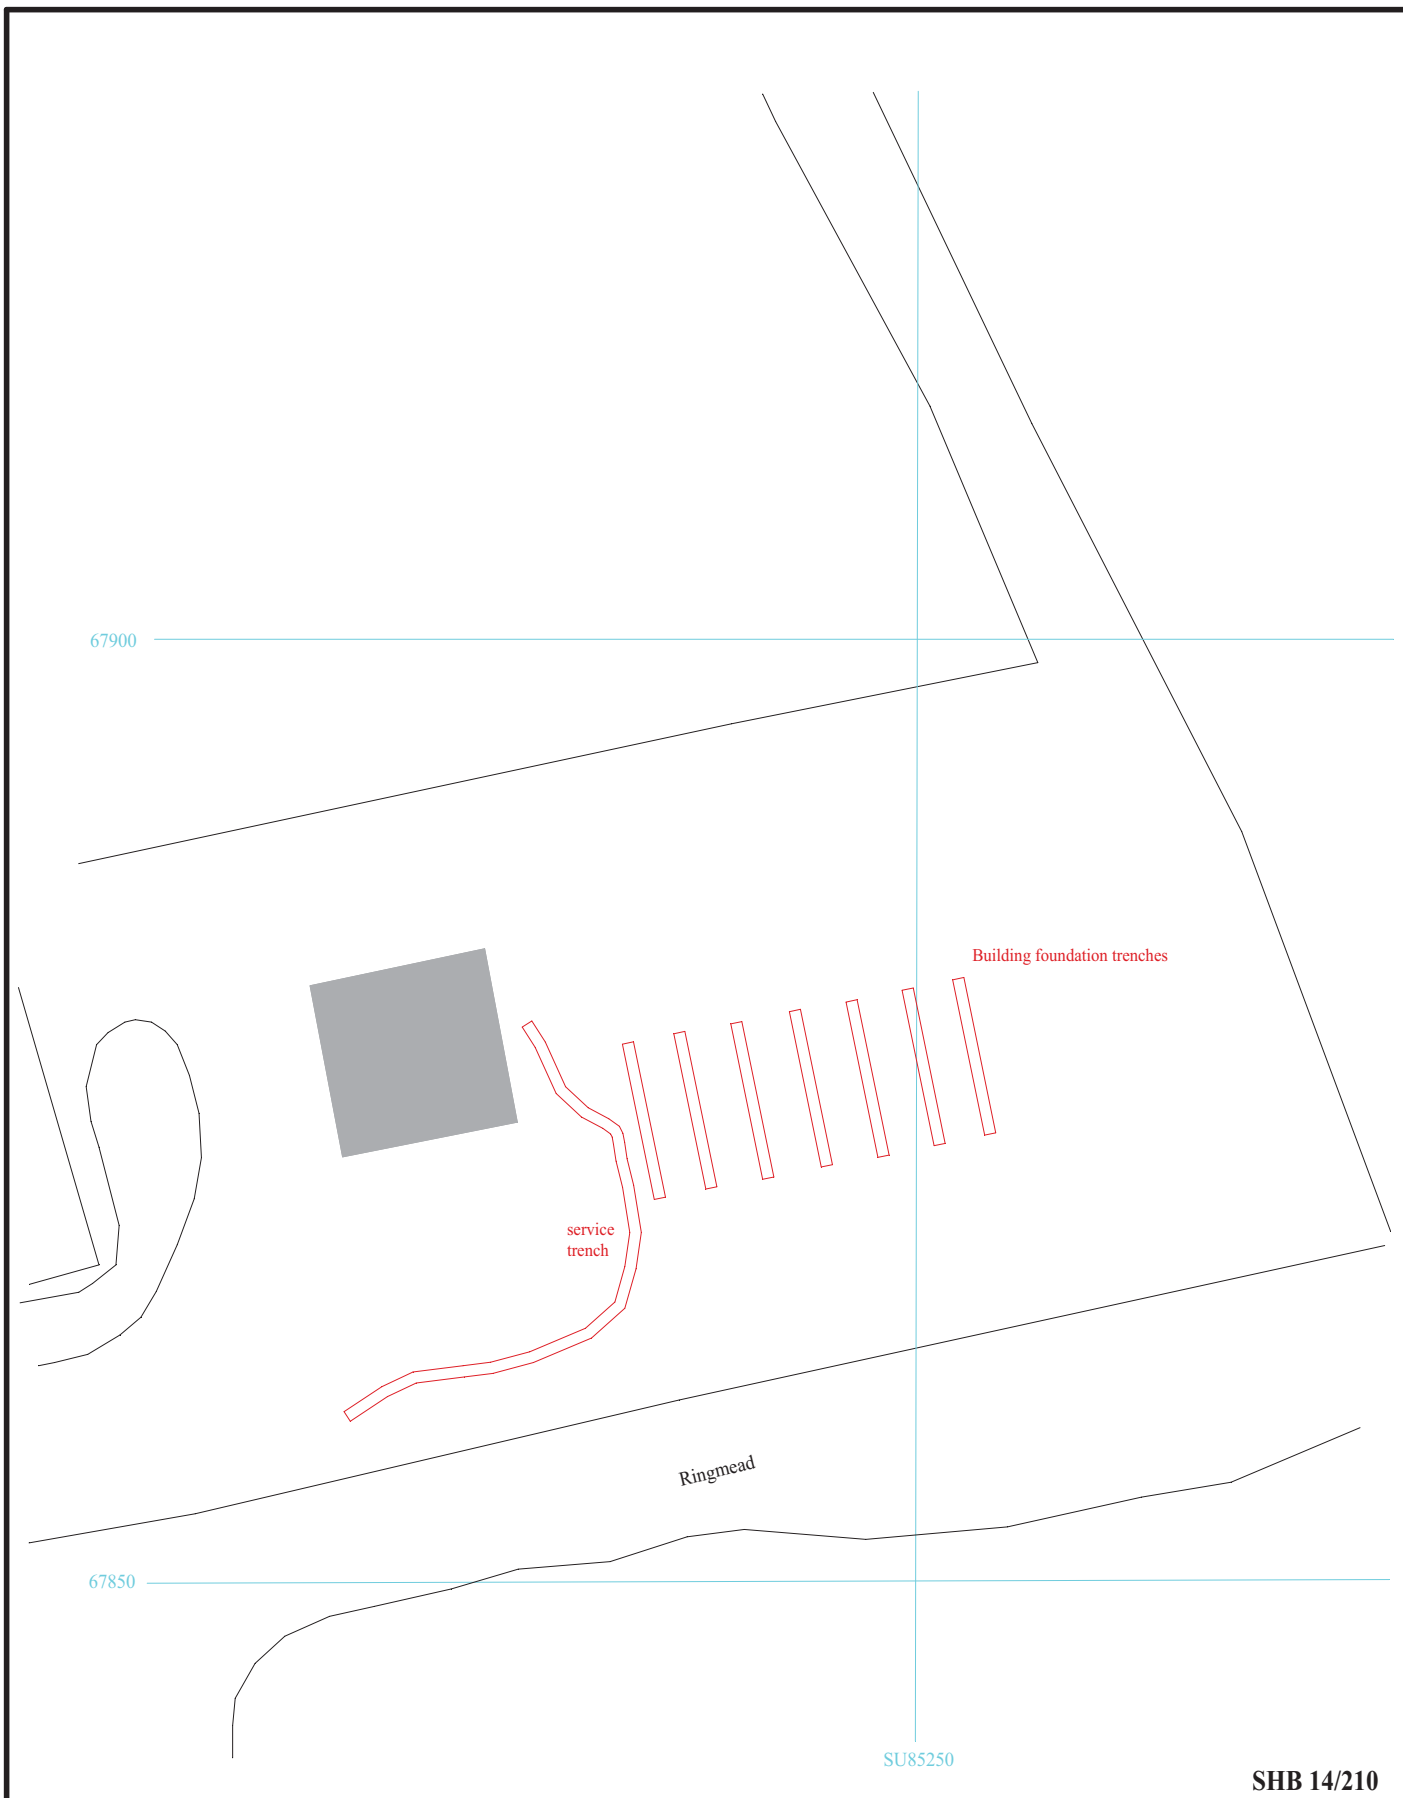 67900
Building foundation trenches
service
trench
Ringmead
67850
SU85250
SHB 14/210